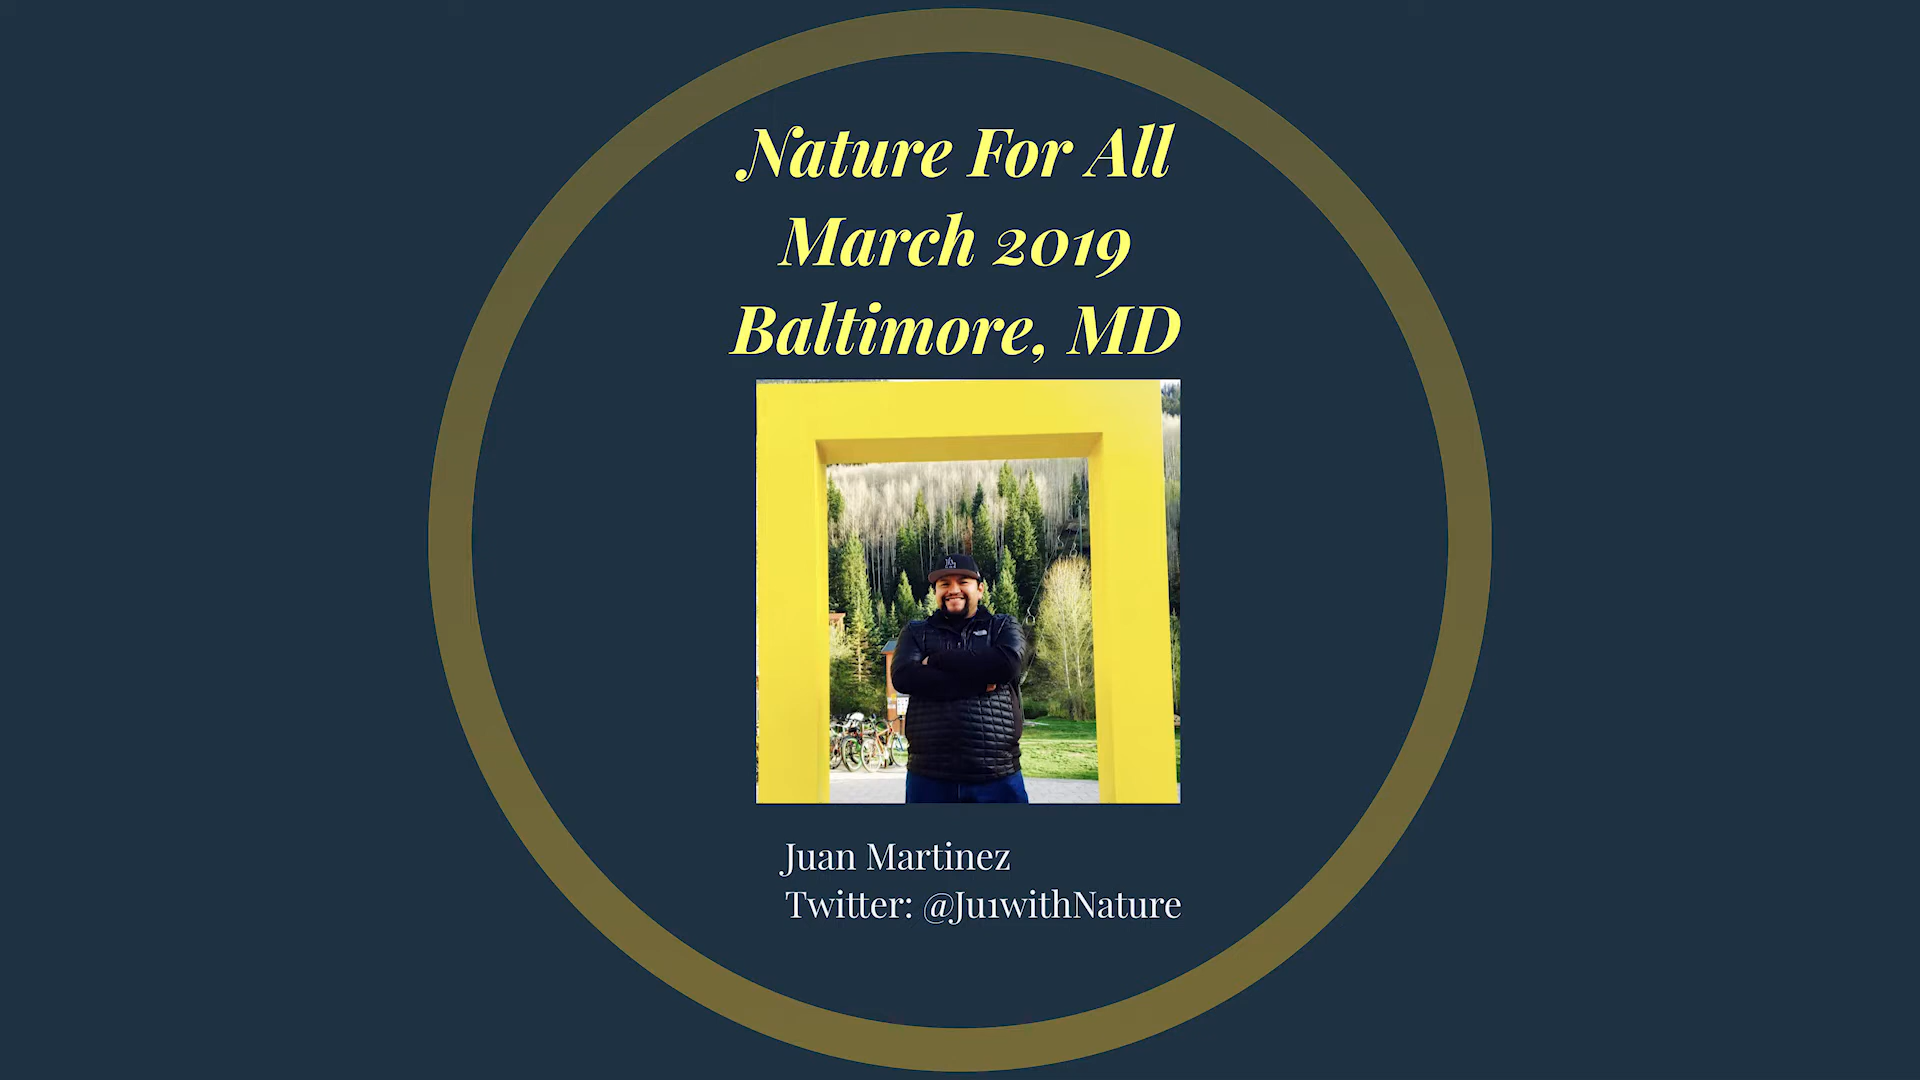 Nature For All
March 2019
Baltimore, MD
Juan Martinez
Twitter: @Ju1withNature